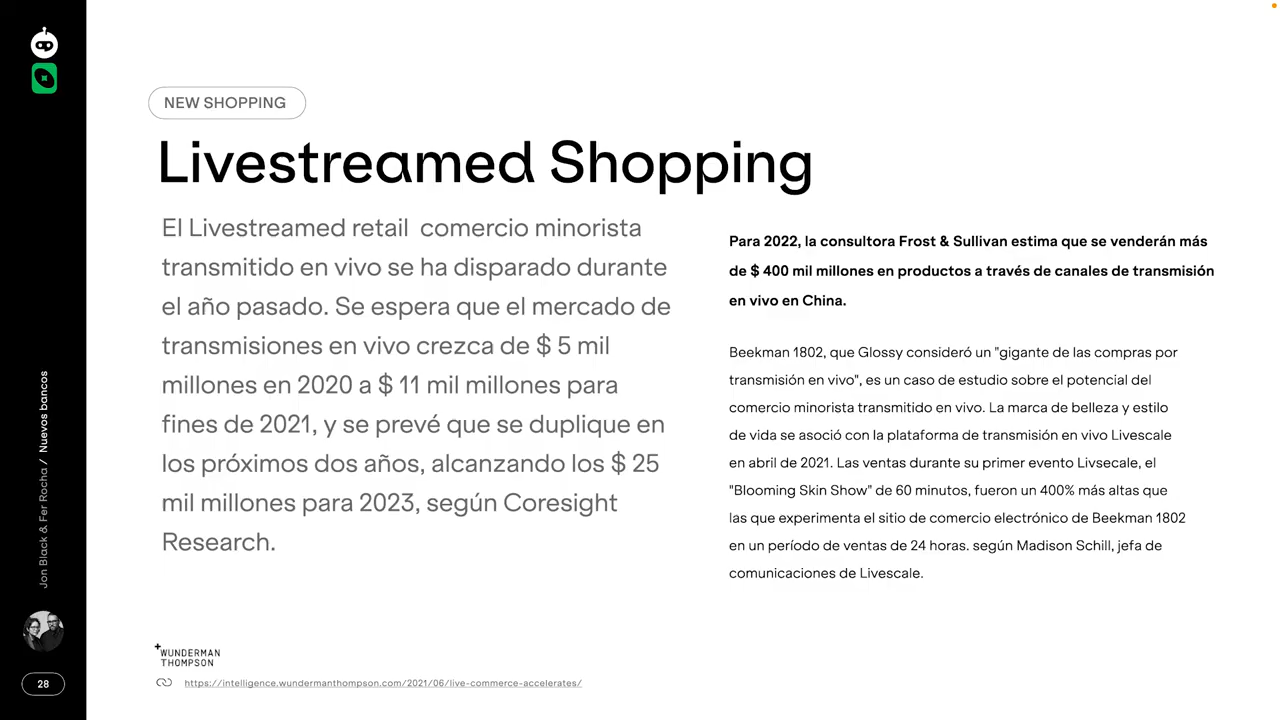 NEW SHOPPING
Livestreamed Shopping
El Livestreamed retail  comercio minorista
transmitido en vivo se ha disparado durante
el año pasado. Se espera que el mercado de
transmisiones en vivo crezca de $ 5 mil
millones en 2020 a $ 11 mil millones para
fines de 2021, y se prevé que se duplique en
los próximos dos años, alcanzando los $ 25
mil millones para 2023, según Coresight
Research.
Para 2022, la consultora Frost & Sullivan estima que se venderán más
de $ 400 mil millones en productos a través de canales de transmisión
en vivo en China.
Beekman 1802, que Glossy consideró un "gigante de las compras por
transmisión en vivo", es un caso de estudio sobre el potencial del
comercio minorista transmitido en vivo. La marca de belleza y estilo
de vida se asoció con la plataforma de transmisión en vivo Livescale
en abril de 2021. Las ventas durante su primer evento Livsecale, el
"Blooming Skin Show" de 60 minutos, fueron un 400% más altas que
las que experimenta el sitio de comercio electrónico de Beekman 1802
en un período de ventas de 24 horas. según Madison Schill, jefa de
comunicaciones de Livescale.
WUNDERMAN
THOMPSON
https://intelligence.wundermanthompson.com/2021/06/live-commerce-accelerates/
Jon Black & Fer Rocha / Nuevos bancos
28